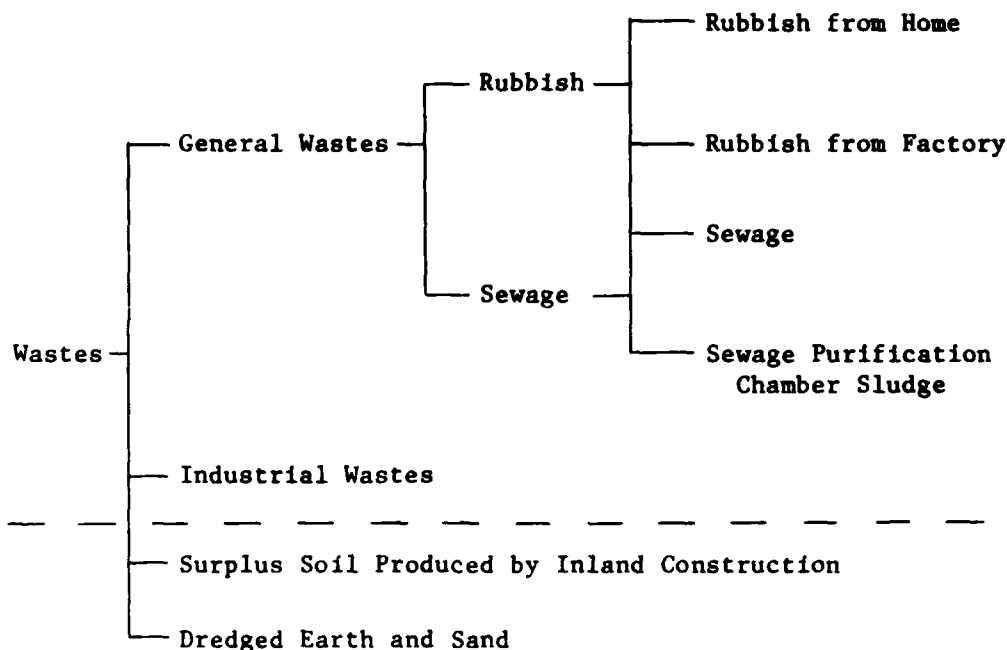 Rubbish from Home
Rubbish
General Wastes
Rubbish from Factory
Sewage
Sewage
Wastes
Sewage Purification
Chamber Sludge
Industrial Wastes
Surplus Soil Produced by Inland Construction
Dredged Earth and Sand